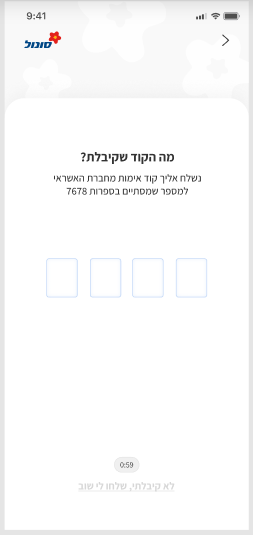 9:41
סונול
מה הקוד שקיבלת?
נשלח אליך קוד אימות מחברת האשראי
למספר שמסתיים בספרות 7678
0:59
לא קיבלתי, שלחו לי שוב